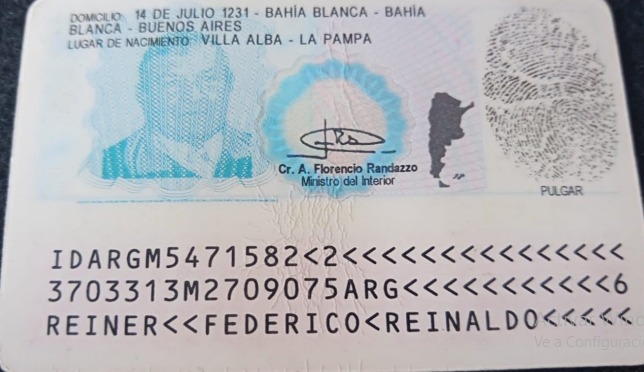 DOMICILIO: 14 DE JULIO 1231 - BAHÍA BLANCA - BAHÍA
BLANCA - BUENOS AIRES
LUGAR DE NACIMIENTO: VILLA ALBA - LA PAMPA
Cr. A. Florencio Randazzo
Ministro del Interior
PULGAR
IDARGM5471582<2<<<<<<<<<<<<<<<
3703313M2709075ARG<<<<<<<<<<<6
REINER<<FEDERICO<REINALDO<<<<<
Ve a Configuraci